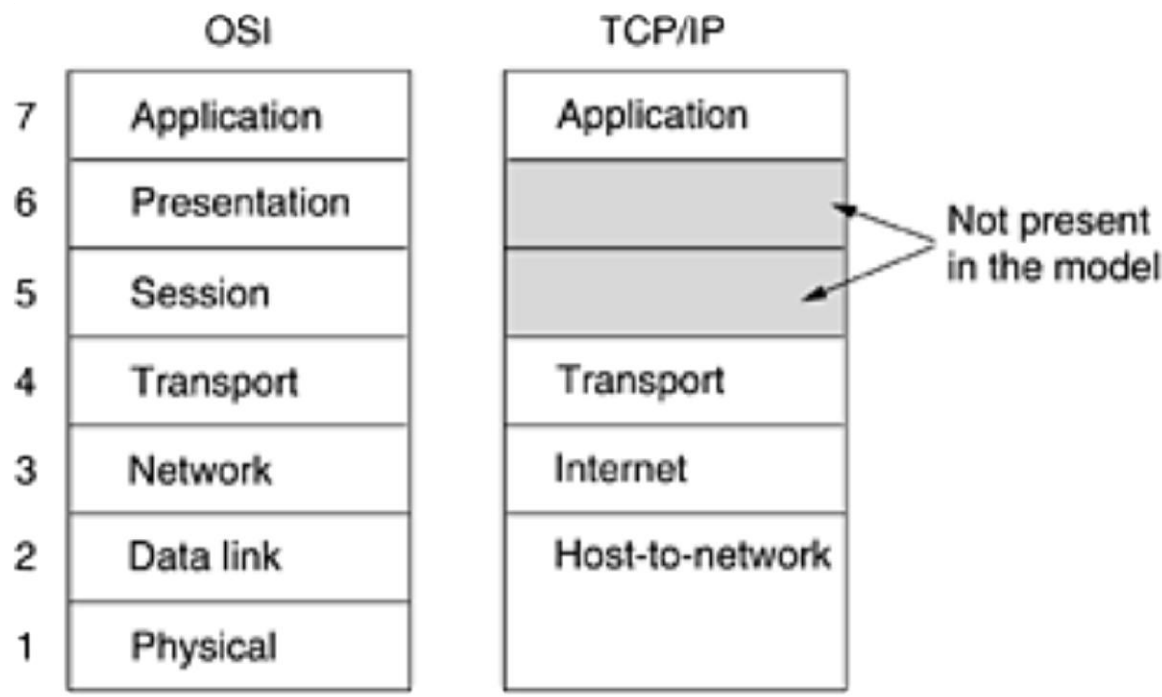 OSI
TCP/IP
7
Application
Application
6
Presentation
Not present
in the model
5
Session
4
Transport
Transport
3
Network
Internet
2
Data link
Host-to-network
1
Physical